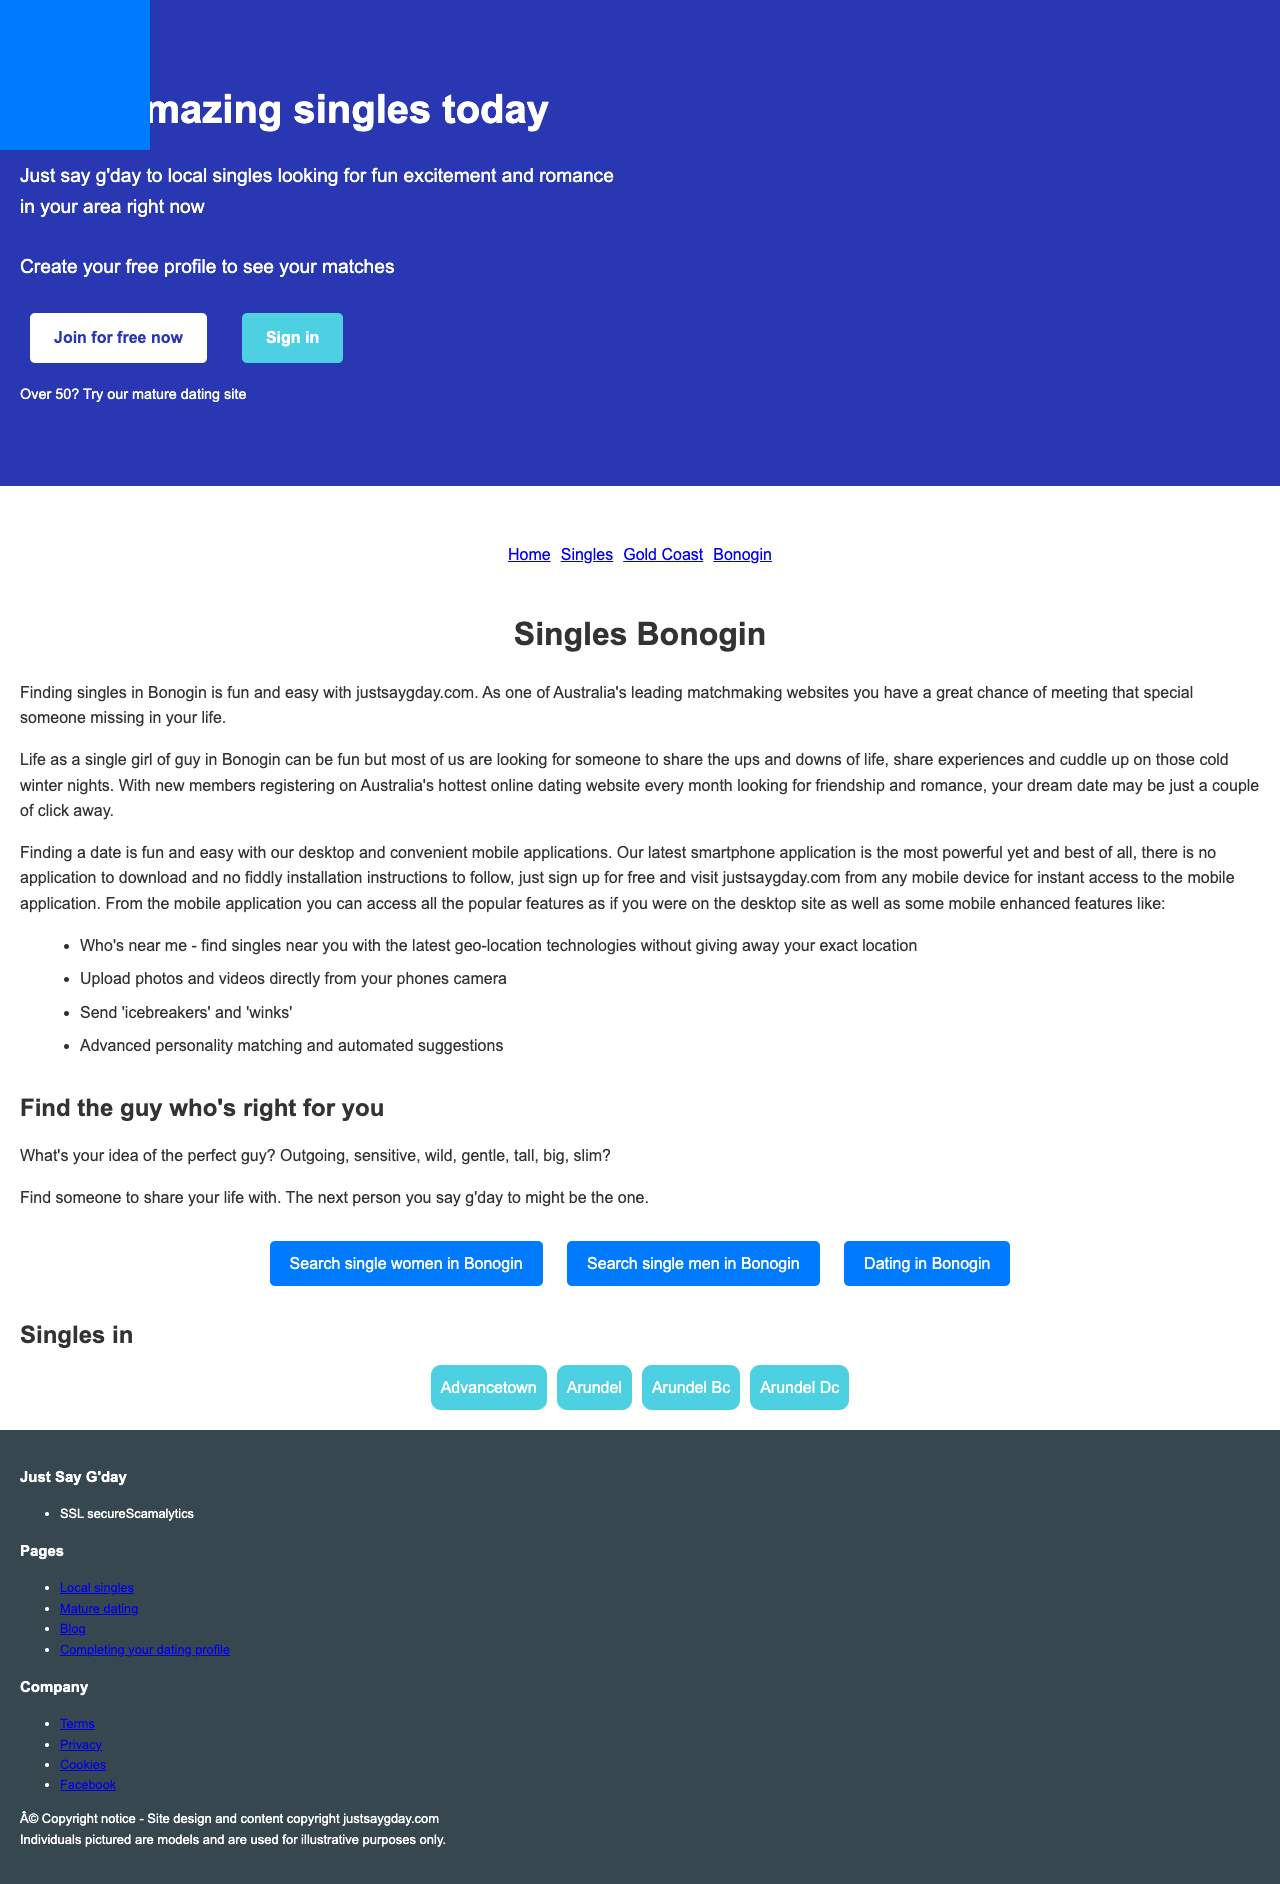 mazing singles today
Just say g'day to local singles looking for fun excitement and romance
in your area right now
Create your free profile to see your matches
Join for free now Sign in
Over 50? Try our mature dating site
Home Singles Gold Coast Bonogin
Singles Bonogin
Finding singles in Bonogin is fun and easy with justsaygday.com. As one of Australia's leading matchmaking websites you have a great chance of meeting that special
someone missing in your life.
Life as a single girl of guy in Bonogin can be fun but most of us are looking for someone to share the ups and downs of life, share experiences and cuddle up on those cold
winter nights. With new members registering on Australia's hottest online dating website every month looking for friendship and romance, your dream date may be just a couple
of click away.
Finding a date is fun and easy with our desktop and convenient mobile applications. Our latest smartphone application is the most powerful yet and best of all, there is no
application to download and no fiddly installation instructions to follow, just sign up for free and visit justsaygday.com from any mobile device for instant access to the mobile
application. From the mobile application you can access all the popular features as if you were on the desktop site as well as some mobile enhanced features like:
• Who's near me - find singles near you with the latest geo-location technologies without giving away your exact location
• Upload photos and videos directly from your phones camera
• Send 'icebreakers' and 'winks'
• Advanced personality matching and automated suggestions
Find the guy who's right for you
What's your idea of the perfect guy? Outgoing, sensitive, wild, gentle, tall, big, slim?
Find someone to share your life with. The next person you say g'day to might be the one.
Search single women in Bonogin Search single men in Bonogin Dating in Bonogin
Singles in
Advancetown Arundel Arundel Bc Arundel Dc
Just Say G'day
• SSL secureScamalytics
Pages
• Local singles
• Mature dating
• Blog
• Completing your dating profile
Company
• Terms
• Privacy
• Cookies
• Facebook
Â© Copyright notice - Site design and content copyright justsaygday.com
Individuals pictured are models and are used for illustrative purposes only.